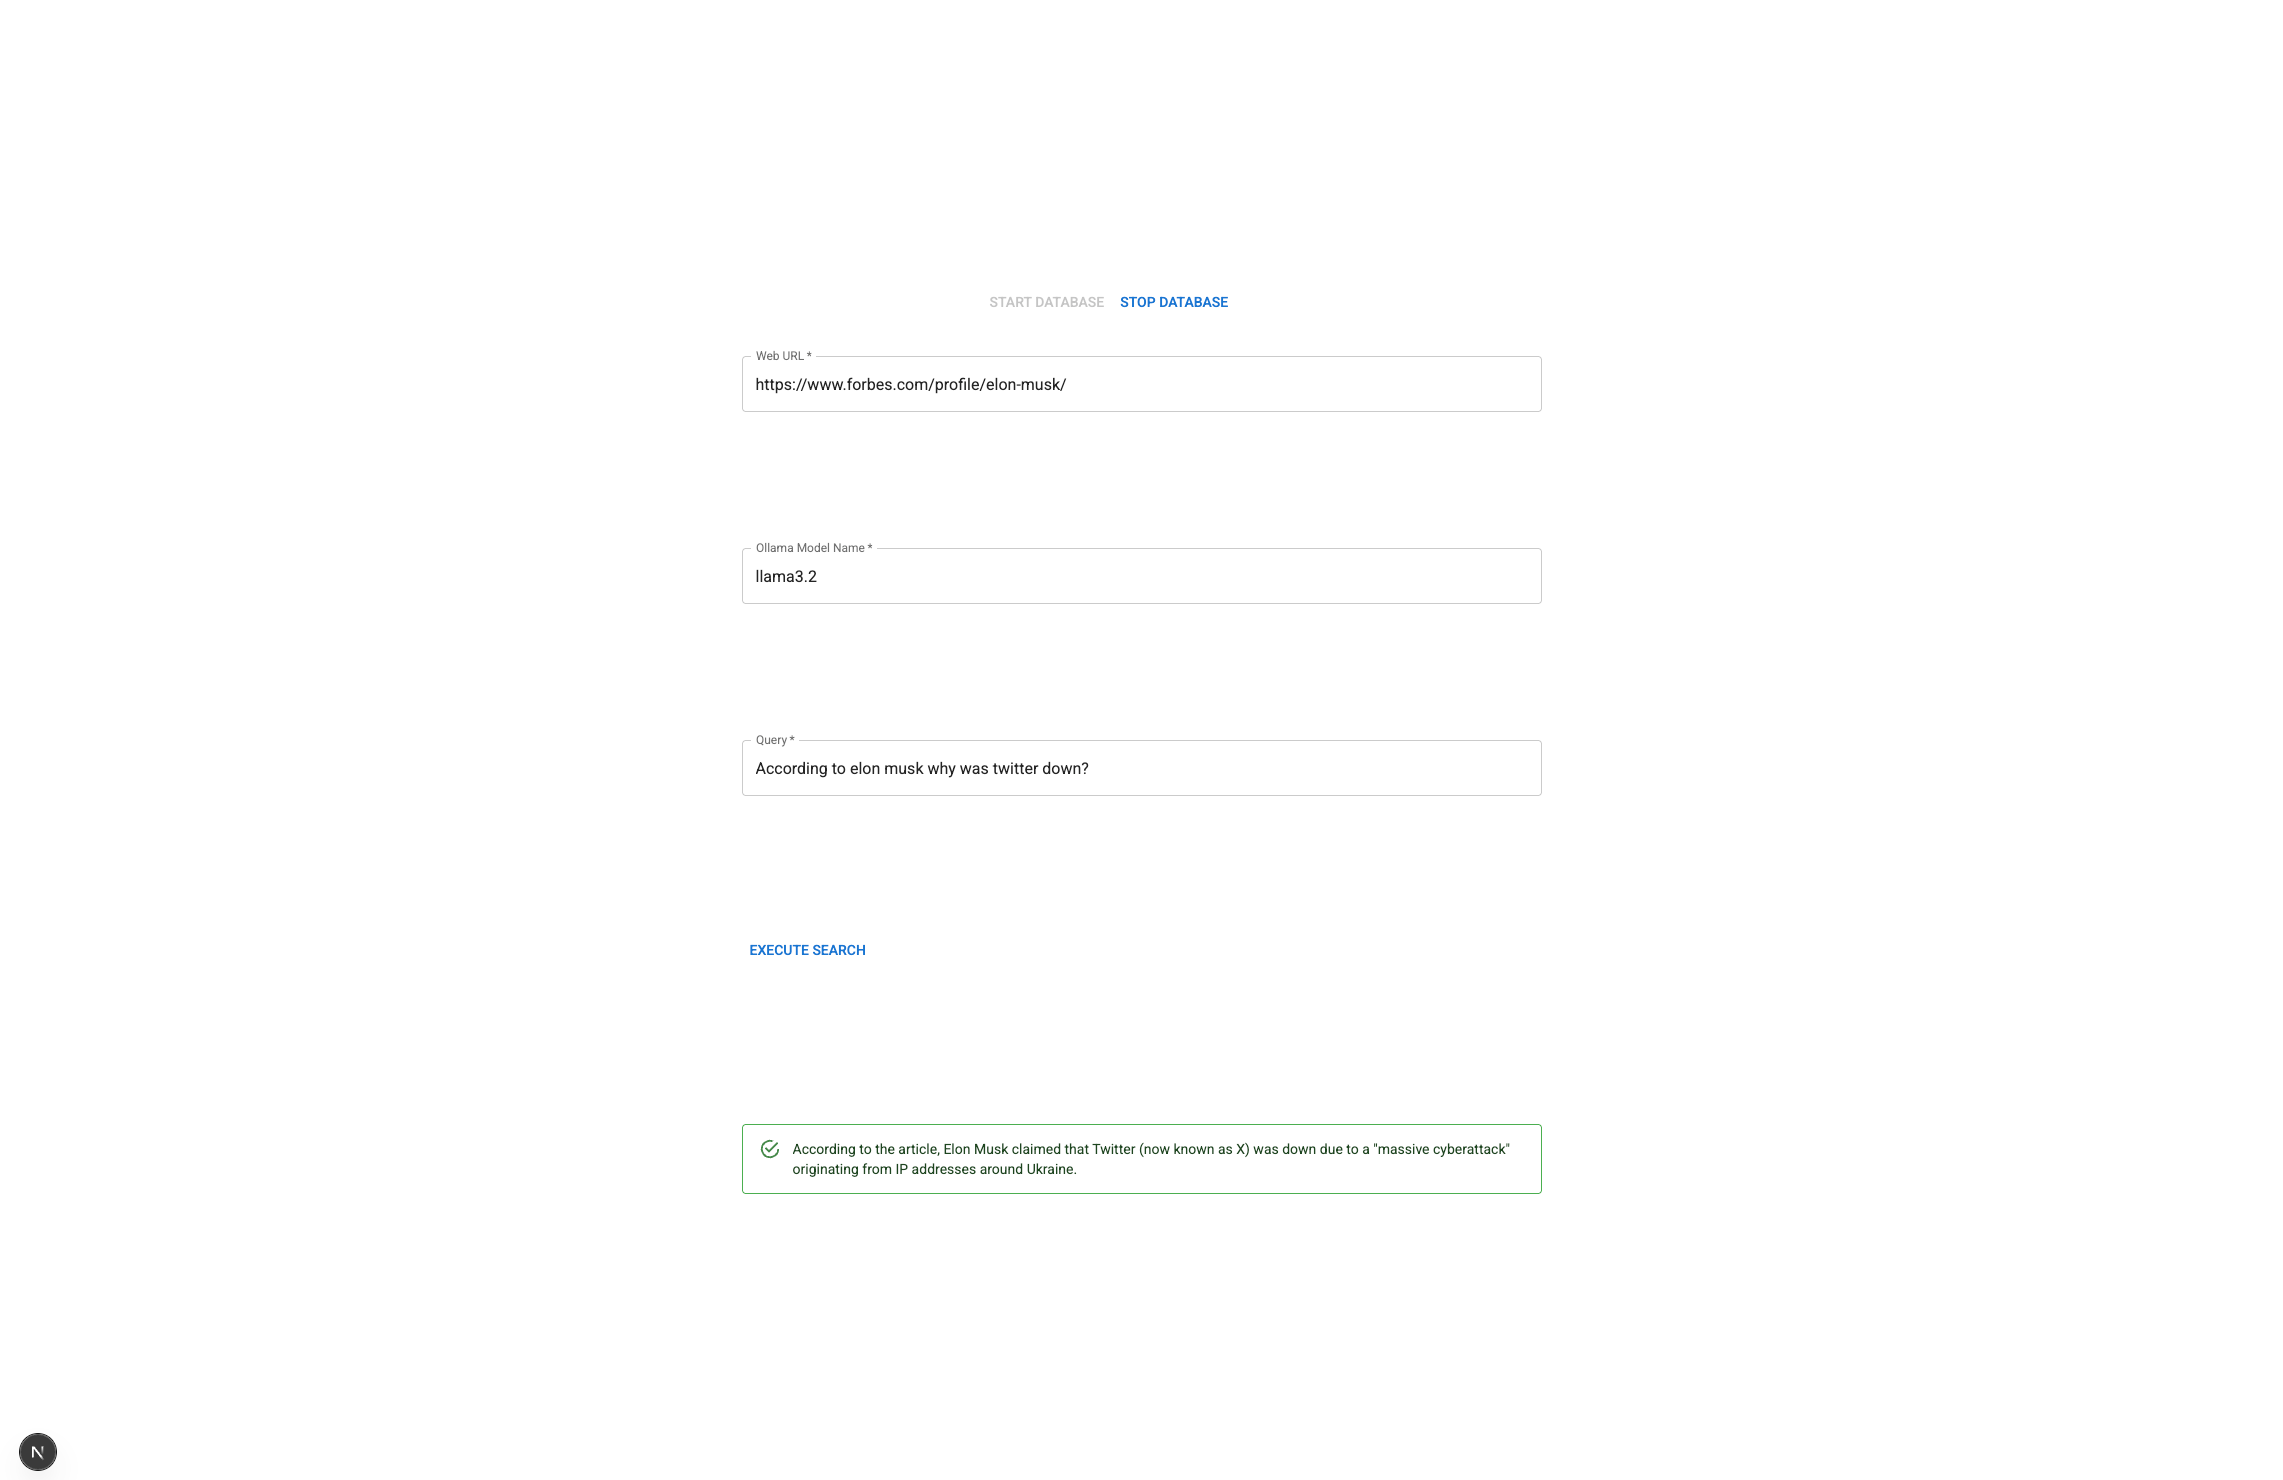 START DATABASE STOP DATABASE
Web URL *
https://www.forbes.com/profile/elon-musk/
Ollama Model Name *
llama3.2
Query *
According to elon musk why was twitter down?
EXECUTE SEARCH
According to the article, Elon Musk claimed that Twitter (now known as X) was down due to a "massive cyberattack"
originating from IP addresses around Ukraine.
N